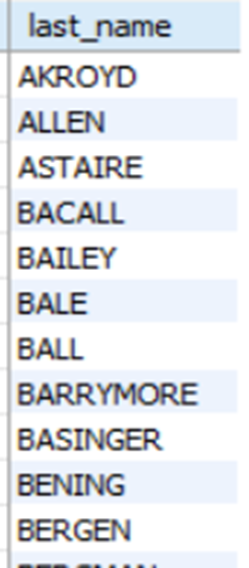 last_name
AKROYD
ALLEN
ASTAIRE
BACALL
BAILEY
BALE
BALL
BARRYMORE
BASINGER
BENING
BERGEN